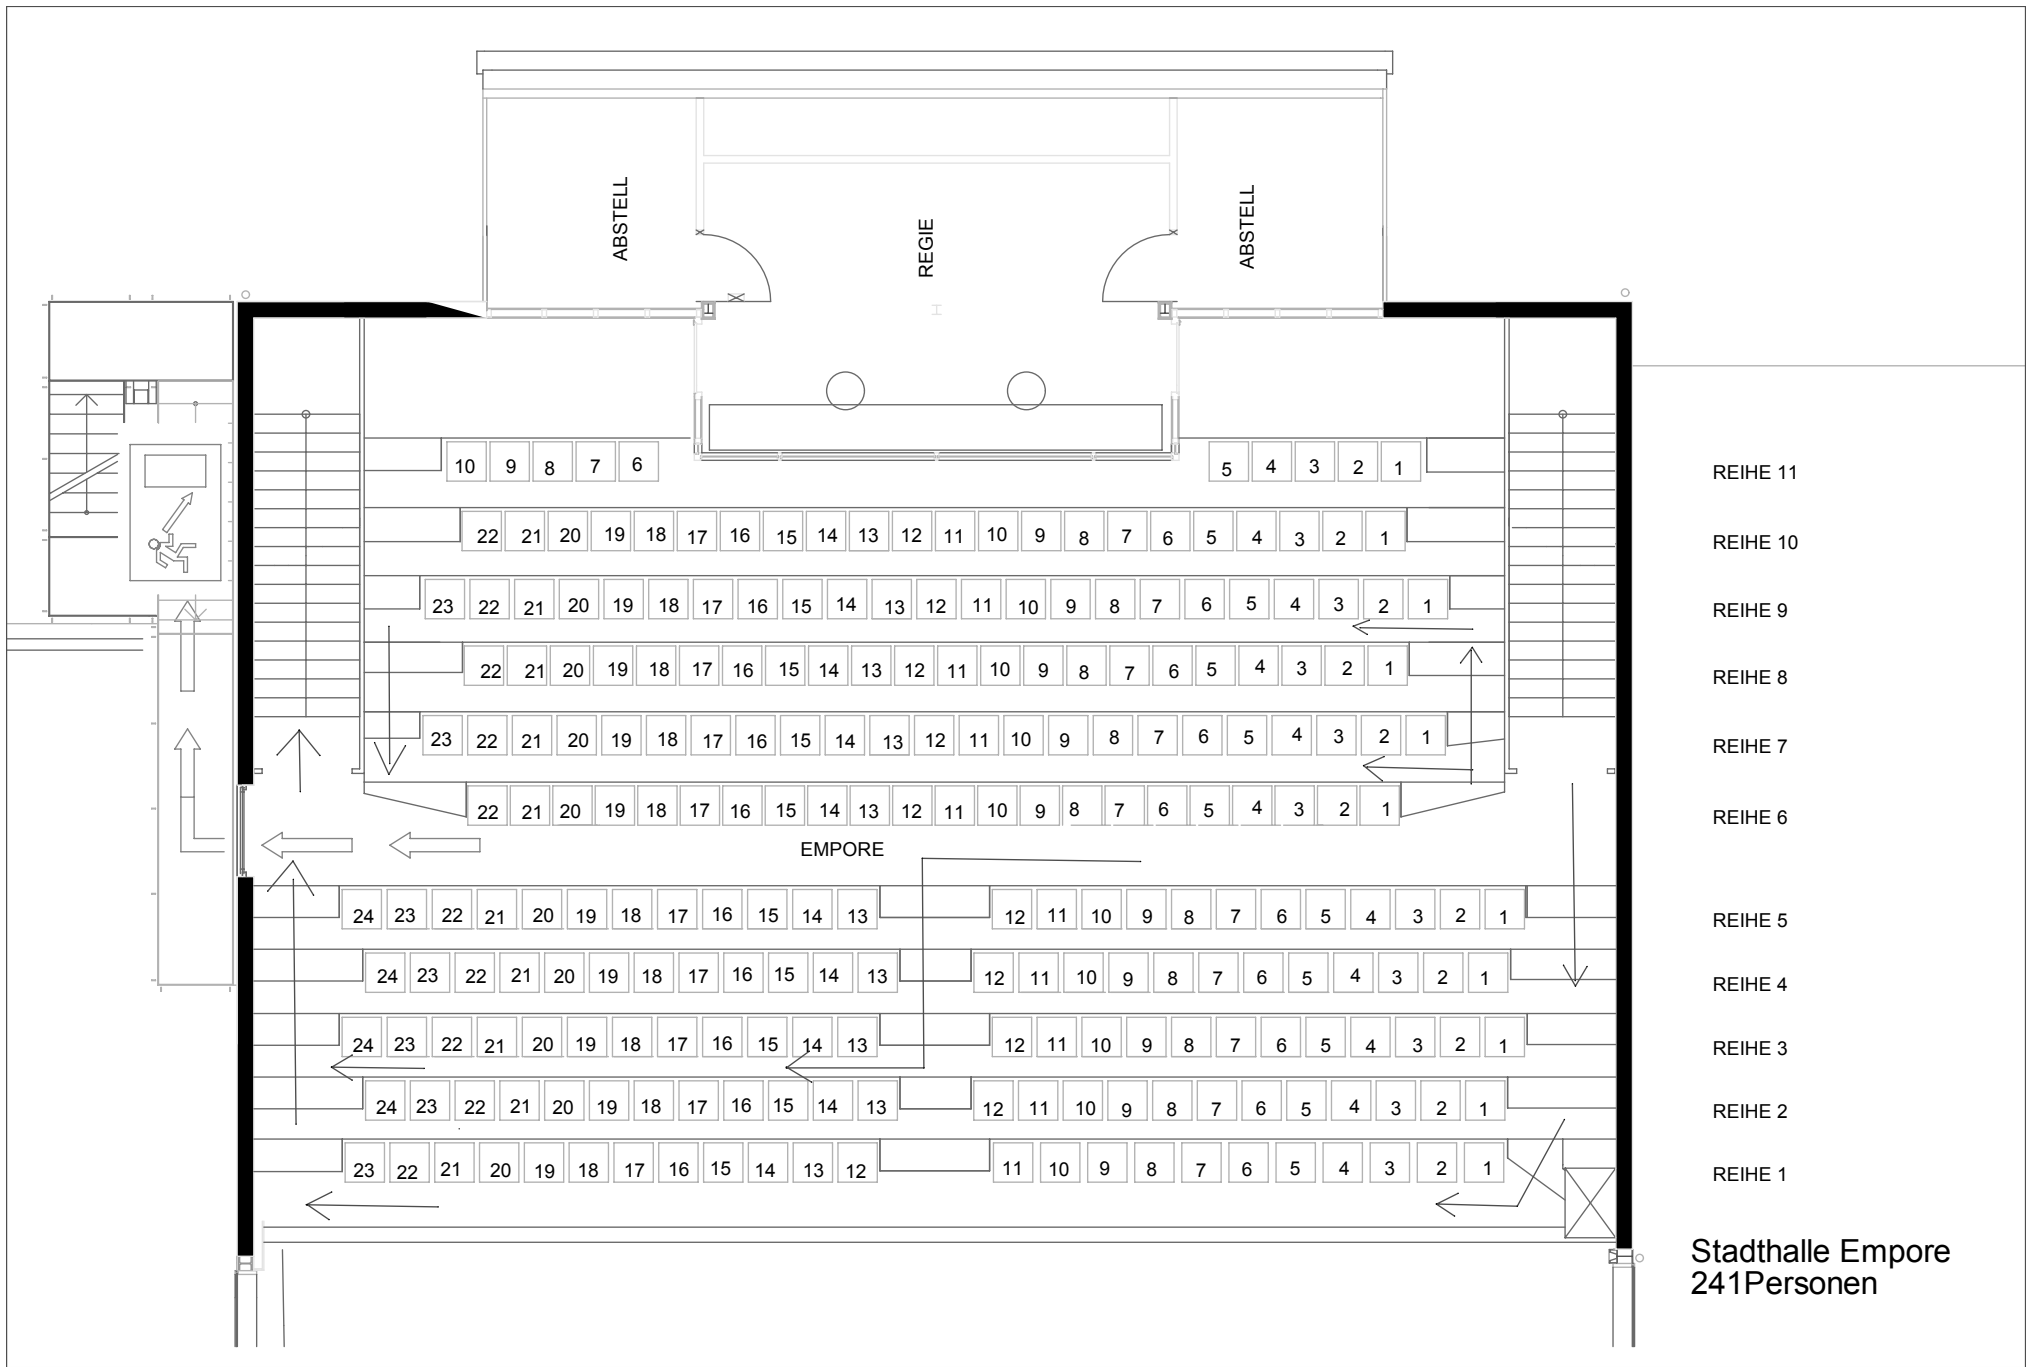 ABSTELL
REGIE
ABSTELL
10 9 8 7 6 5 4 3 2 1 REIHE 11
22 21 20 19 18 17 16 15 14 13 12 11 10 9 8 7 6 5 4 3 2 1 REIHE 10
23 22 21 20 19 18 17 16 15 14 13 12 11 10 9 8 7 6 5 4 3 2 1 REIHE 9
22 21 20 19 18 17 16 15 14 13 12 11 10 9 8 7 6 5 4 3 2 1 REIHE 8
23 22 21 20 19 18 17 16 15 14 13 12 11 10 9 8 7 6 5 4 3 2 1 REIHE 7
22 21 20 19 18 17 16 15 14 13 12 11 10 9 8 7 6 5 4 3 2 1 REIHE 6
EMPORE
24 23 22 21 20 19 18 17 16 15 14 13 12 11 10 9 8 7 6 5 4 3 2 1 REIHE 5
24 23 22 21 20 19 18 17 16 15 14 13 12 11 10 9 8 7 6 5 4 3 2 1 REIHE 4
24 23 22 21 20 19 18 17 16 15 14 13 12 11 10 9 8 7 6 5 4 3 2 1 REIHE 3
24 23 22 21 20 19 18 17 16 15 14 13 12 11 10 9 8 7 6 5 4 3 2 1 REIHE 2
23 22 21 20 19 18 17 16 15 14 13 12 11 10 9 8 7 6 5 4 3 2 1 REIHE 1
Stadthalle Empore
241Personen